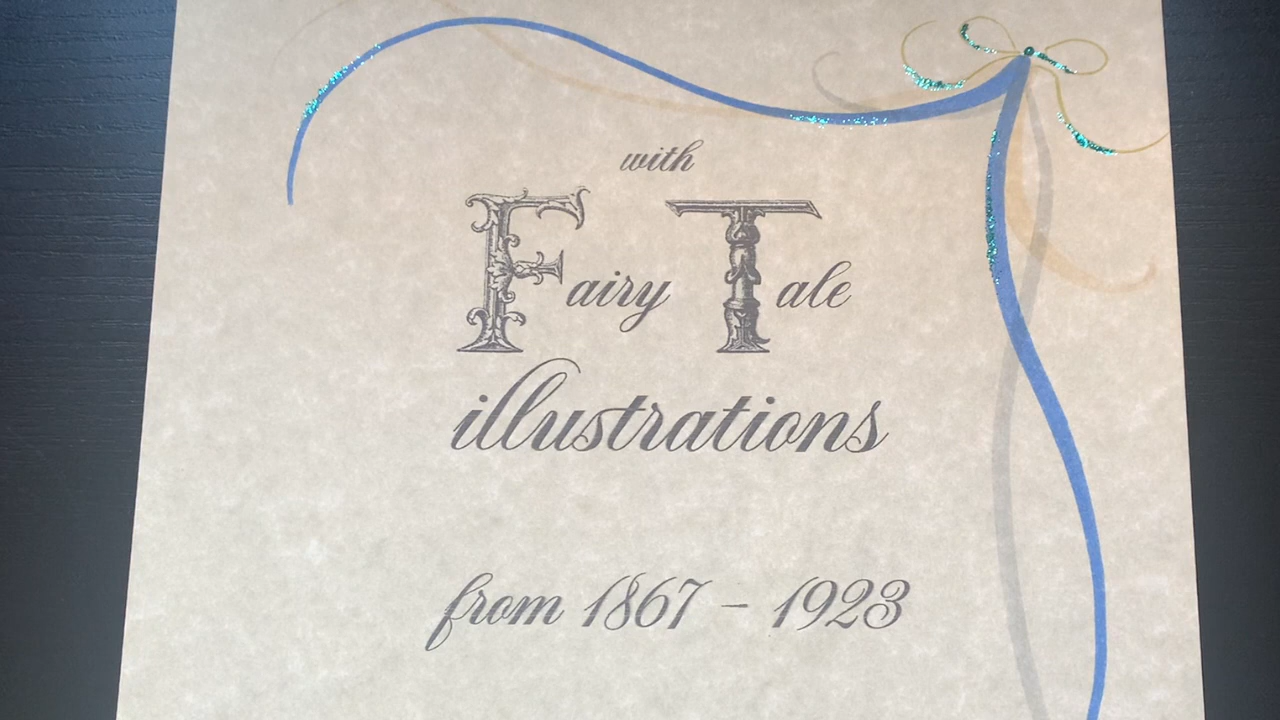 with
Fairy Tale
illustrations
from 1867 – 1923